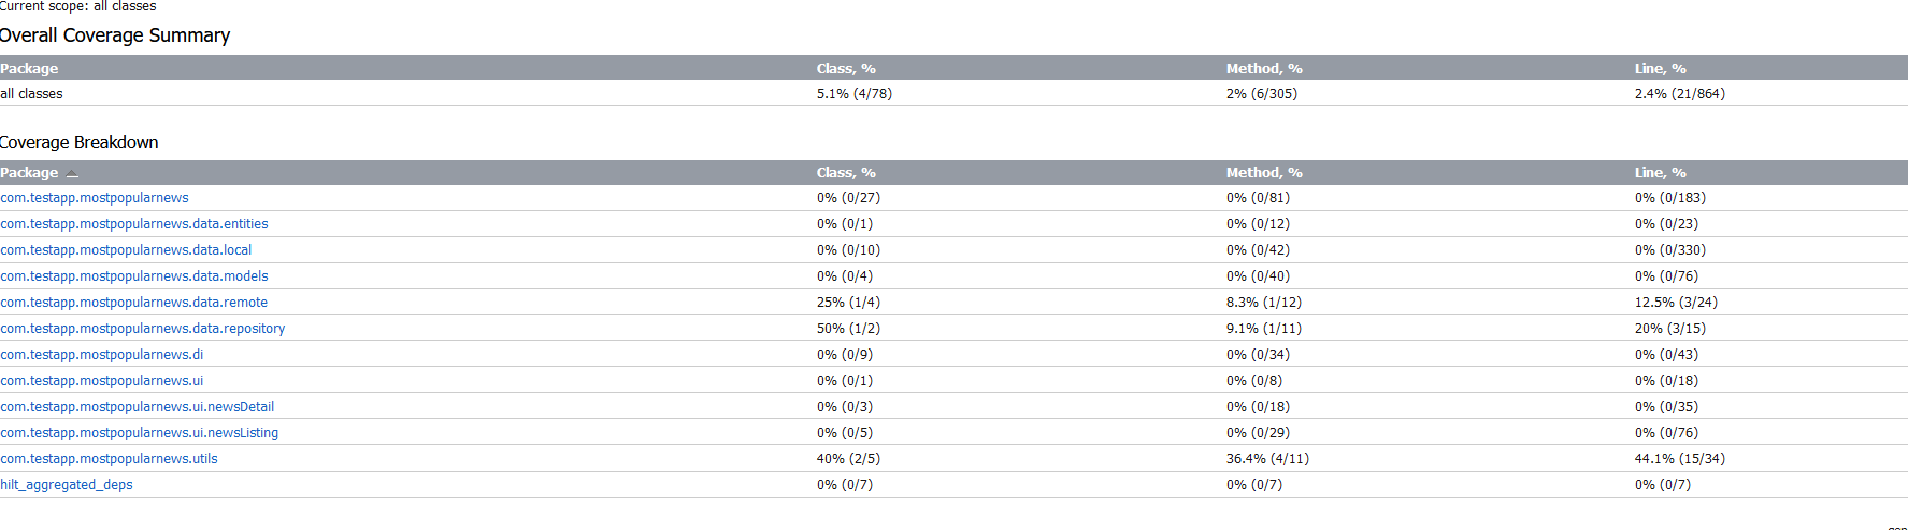 Current scope: all classes
Overall Coverage Summary
Package Class, % Method, % Line, %
all classes 5.1% (4/78) 2% (6/305) 2.4% (21/864)
Coverage Breakdown
Package Class, % Method, % Line, %
com.testapp.mostpopularnews 0% (0/27) 0% (0/81) 0% (0/183)
com.testapp.mostpopularnews.data.entities 0% (0/1) 0% (0/12) 0% (0/23)
com.testapp.mostpopularnews.data.local 0% (0/10) 0% (0/42) 0% (0/330)
com.testapp.mostpopularnews.data.models 0% (0/4) 0% (0/40) 0% (0/76)
com.testapp.mostpopularnews.data.remote 25% (1/4) 8.3% (1/12) 12.5% (3/24)
com.testapp.mostpopularnews.data.repository 50% (1/2) 9.1% (1/11) 20% (3/15)
com.testapp.mostpopularnews.di 0% (0/9) 0% (0/34) 0% (0/43)
com.testapp.mostpopularnews.ui 0% (0/1) 0% (0/8) 0% (0/18)
com.testapp.mostpopularnews.ui.newsDetail 0% (0/3) 0% (0/18) 0% (0/35)
com.testapp.mostpopularnews.ui.newsListing 0% (0/5) 0% (0/29) 0% (0/76)
com.testapp.mostpopularnews.utils 40% (2/5) 36.4% (4/11) 44.1% (15/34)
hilt_aggregated_deps 0% (0/7) 0% (0/7) 0% (0/7)